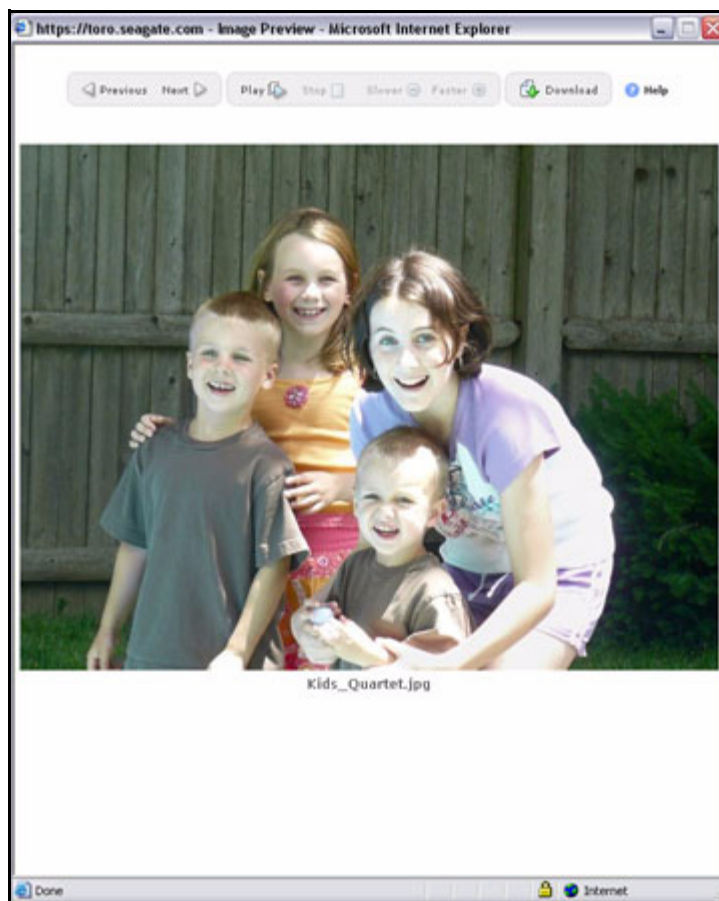 https://toro.seagate.com - Image Preview - Microsoft Internet Explorer
Previous Next Play Stop Slower Faster Download ? Help
Kids_Quartet.jpg
Done Internet